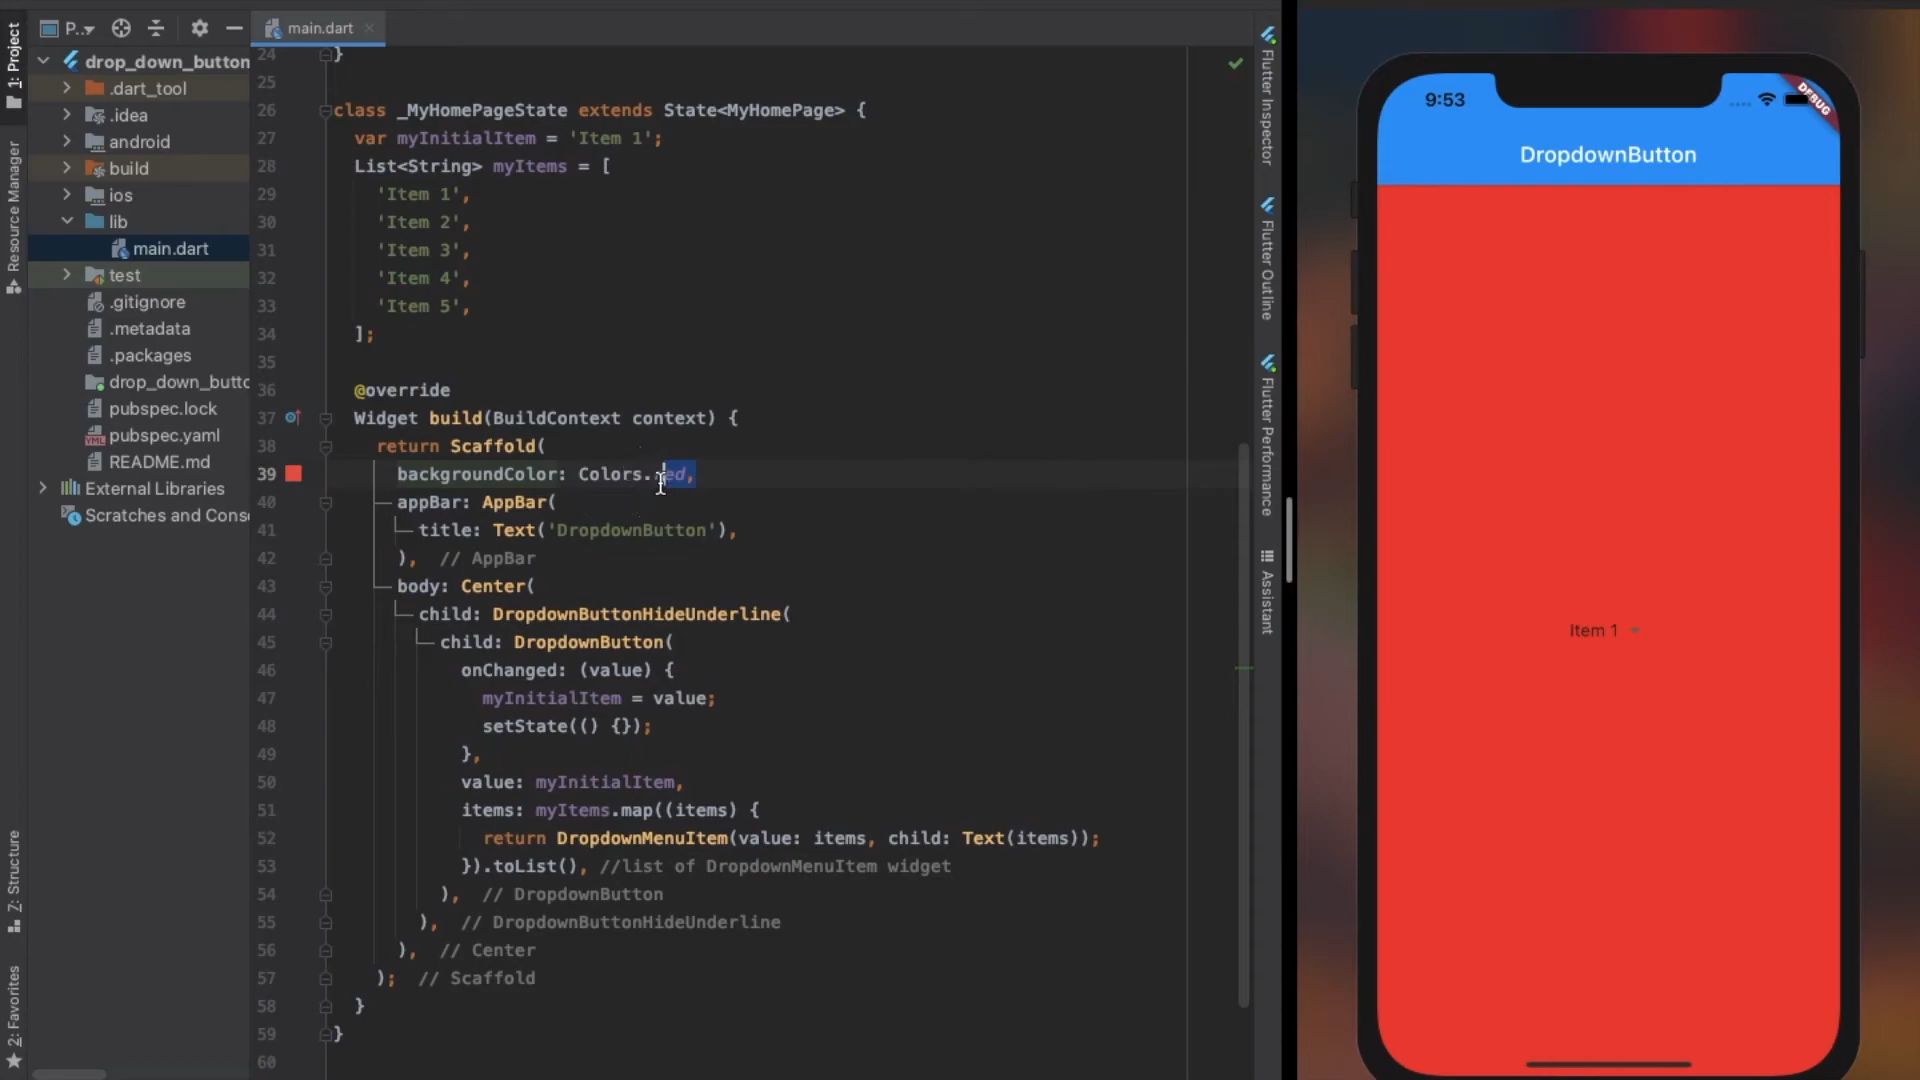 P..
main.dart
1: Project
Resource Manager
Z: Structure
2: Favorites
drop_down_button
.dart_tool
.idea
android
build
ios
lib
main.dart
test
.gitignore
.metadata
.packages
drop_down_butto
pubspec.lock
pubspec.yaml
README.md
External Libraries
Scratches and Cons
24 }
25
26 class _MyHomePageState extends State<MyHomePage> {
27 var myInitialItem = 'Item 1';
28 List<String> myItems = [
29 'Item 1',
30 'Item 2',
31 'Item 3',
32 'Item 4',
33 'Item 5',
34 ];
35
36 @override
37 Widget build(BuildContext context) {
38 return Scaffold(
39 backgroundColor: Colors.red,
40 appBar: AppBar(
41 title: Text('DropdownButton'),
42 ), // AppBar
43 body: Center(
44 child: DropdownButtonHideUnderline(
45 child: DropdownButton(
46 onChanged: (value) {
47 myInitialItem = value;
48 setState(() {});
49 },
50 value: myInitialItem,
51 items: myItems.map((items) {
52 return DropdownMenuItem(value: items, child: Text(items));
53 }).toList(), //list of DropdownMenuItem widget
54 ), // DropdownButton
55 ), // DropdownButtonHideUnderline
56 ), // Center
57 ); // Scaffold
58 }
59 }
60
Flutter Inspector
Flutter Outline
Flutter Performance
Assistant
9:53
DEBUG
DropdownButton
Item 1